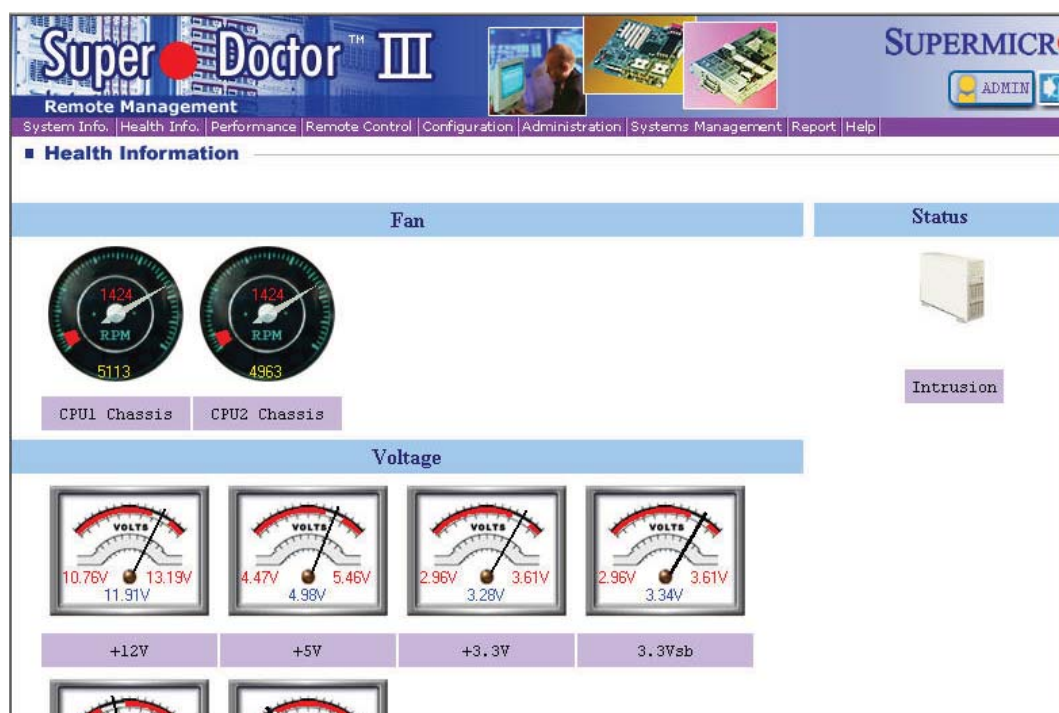 Super Doctor™ III
SUPERMICR
ADMIN
Remote Management
System Info. | Health Info. | Performance | Remote Control | Configuration | Administration | Systems Management | Report | Help
Health Information
Fan
Status
1424
RPM
5113
1424
RPM
4963
CPU1 Chassis
CPU2 Chassis
Intrusion
Voltage
VOLTS
10.76V 13.19V
11.91V
VOLTS
4.47V 5.46V
4.98V
VOLTS
2.96V 3.61V
3.28V
VOLTS
2.96V 3.61V
3.34V
+12V
+5V
+3.3V
3.3Vsb